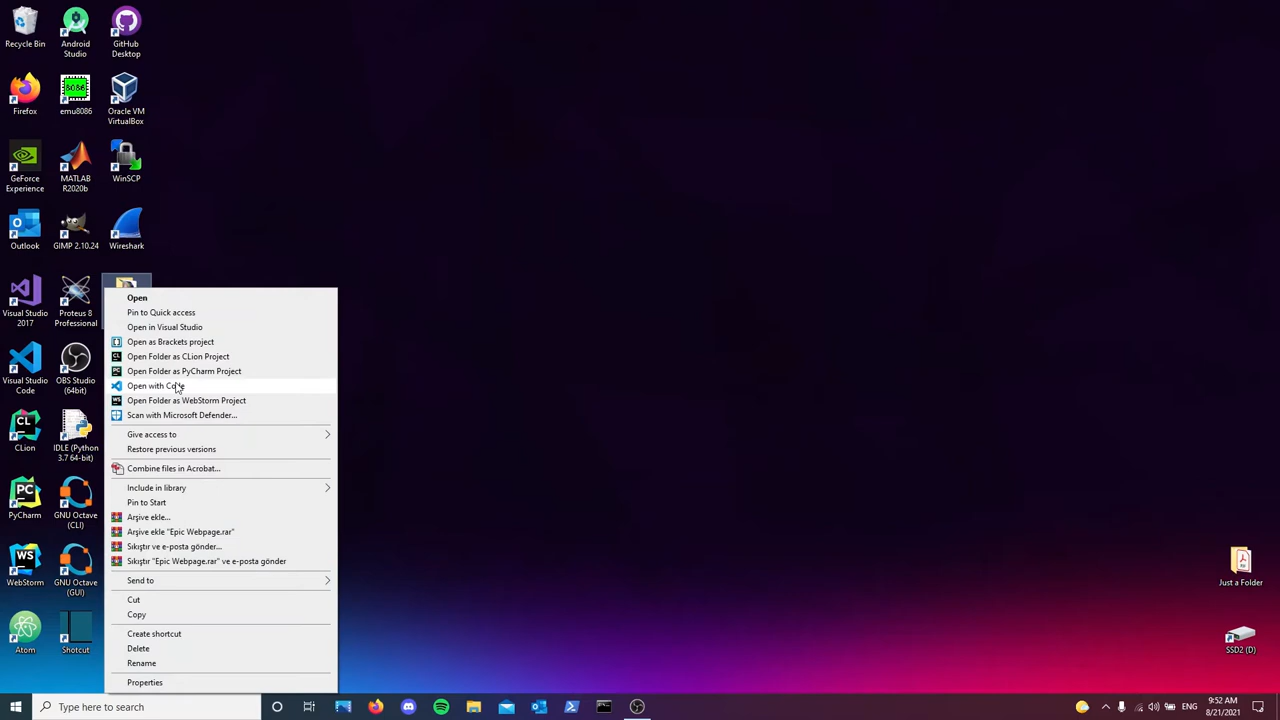 Recycle Bin
Android
Studio
GitHub
Desktop
Firefox
8086
emu8086
Oracle VM
VirtualBox
GeForce
Experience
MATLAB
R2020b
WinSCP
Outlook
GIMP 2.10.24
Wireshark
Visual Studio
2017
Proteus 8
Professional
Visual Studio
Code
OBS Studio
(64bit)
CL
CLion
IDLE (Python
3.7 64-bit)
PC
PyCharm
GNU Octave
(CLI)
WS
WebStorm
GNU Octave
(GUI)
Atom
Shotcut
Open
Pin to Quick access
Open in Visual Studio
Open as Brackets project
CL Open Folder as CLion Project
PC Open Folder as PyCharm Project
Open with Code
WS Open Folder as WebStorm Project
Scan with Microsoft Defender...
Give access to
Restore previous versions
Combine files in Acrobat...
Include in library
Pin to Start
Arşive ekle...
Arşive ekle "Epic Webpage.rar"
Sıkıştır ve e-posta gönder...
Sıkıştır "Epic Webpage.rar" ve e-posta gönder
Send to
Cut
Copy
Create shortcut
Delete
Rename
Properties
Just a Folder
SSD2 (D)
Type here to search
ENG
9:52 AM
8/21/2021